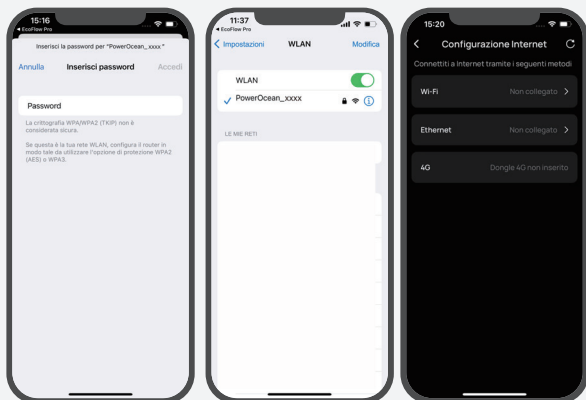 15:16
◀ EcoFlow Pro
Inserisci la password per "PowerOcean_xxxx "
Annulla Inserisci password Accedi
Password
La crittografia WPA/WPA2 (TKIP) non è
considerata sicura.
Se questa è la tua rete WLAN, configura il router in
modo tale da utilizzare l'opzione di protezione WPA2
(AES) o WPA3.
11:37
◀ EcoFlow Pro
Impostazioni WLAN Modifica
WLAN
PowerOcean_xxxx
LE MIE RETI
15:20
Configurazione Internet
Connettiti a Internet tramite i seguenti metodi
Wi-Fi Non collegato
Ethernet Non collegato
4G Dongle 4G non inserito